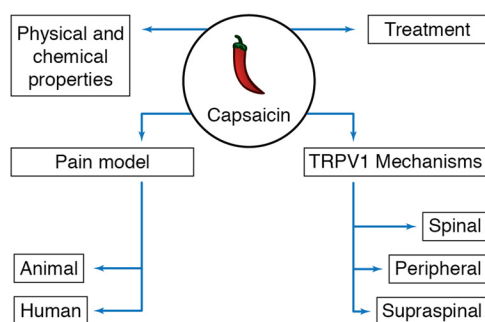 Physical and
chemical
properties
Treatment
Capsaicin
Pain model
TRPV1 Mechanisms
Spinal
Animal
Peripheral
Human
Supraspinal